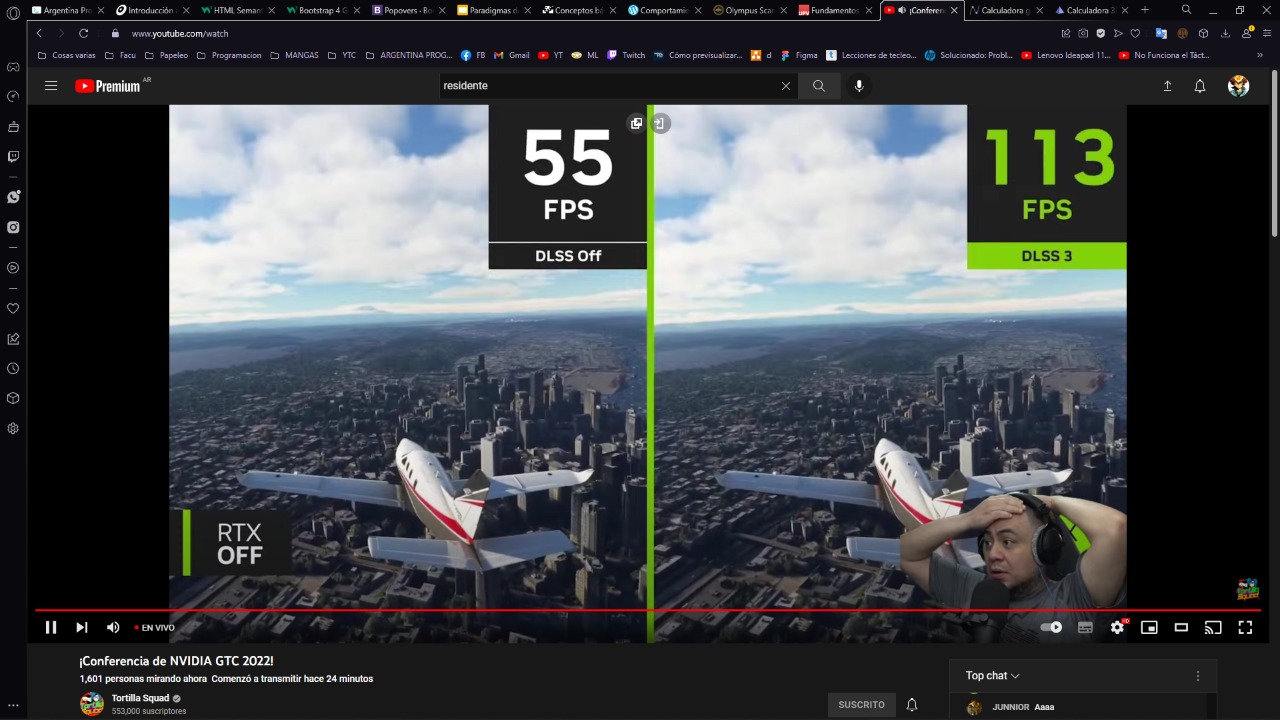 Argentina Pro
Introducción a
HTML Semant
Bootstrap 4 G
Popovers - Bo
Paradigmas d
Conceptos bá
Comportamie
Olympus Scan
Fundamentos
¡Conferenc
Calculadora g
Calculadora 3
www.youtube.com/watch
Cosas varias
Facu
Papeleo
Programacion
MANGAS
YTC
ARGENTINA PROG...
FB
Gmail
YT
ML
Twitch
Cómo previsualizar...
d
Figma
Lecciones de tecleo...
Solucionado: Probl...
Lenovo Ideapad 11...
No Funciona el Táct...
Premium AR
residente
55
FPS
DLSS Off
113
FPS
DLSS 3
RTX
OFF
EN VIVO
HD
¡Conferencia de NVIDIA GTC 2022!
1,601 personas mirando ahora Comenzó a transmitir hace 24 minutos
Tortilla Squad
553,000 suscriptores
SUSCRITO
Top chat
JUNNIOR Aaaa